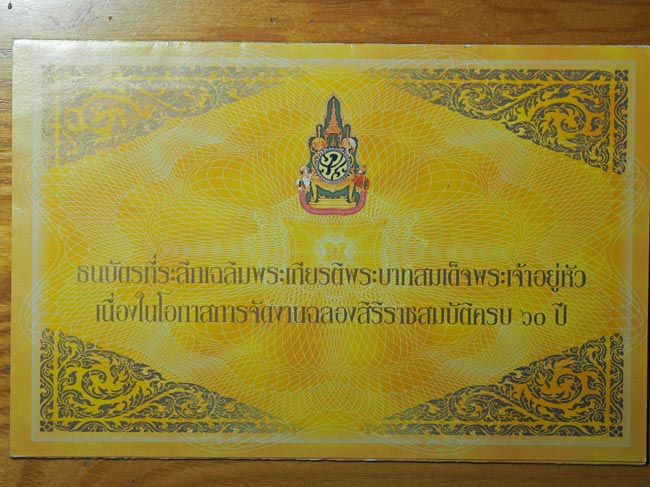 ธนบัตรที่ระลึกเฉลิมพระเกียรติพระบาทสมเด็จพระเจ้าอยู่หัว
เนื่องในโอกาสการจัดงานฉลองสิริราชสมบัติครบ ๖๐ ปี